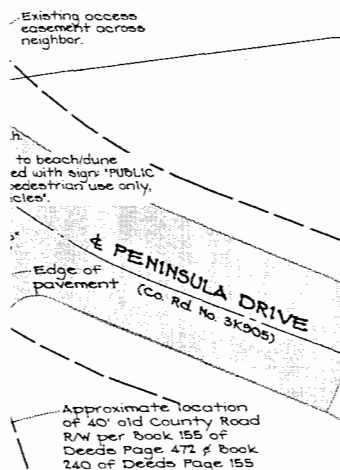 Existing access
easement across
neighbor.
h.
to beach/dune
ed with sign: "PUBLIC
pedestrian use only,
icles".
℄ PENINSULA DRIVE
(Co. Rd. No. 3K905)
Edge of
pavement
Approximate location
of 40' old County Road
R/W per Book 155 of
Deeds Page 472 & Book
240 of Deeds Page 155